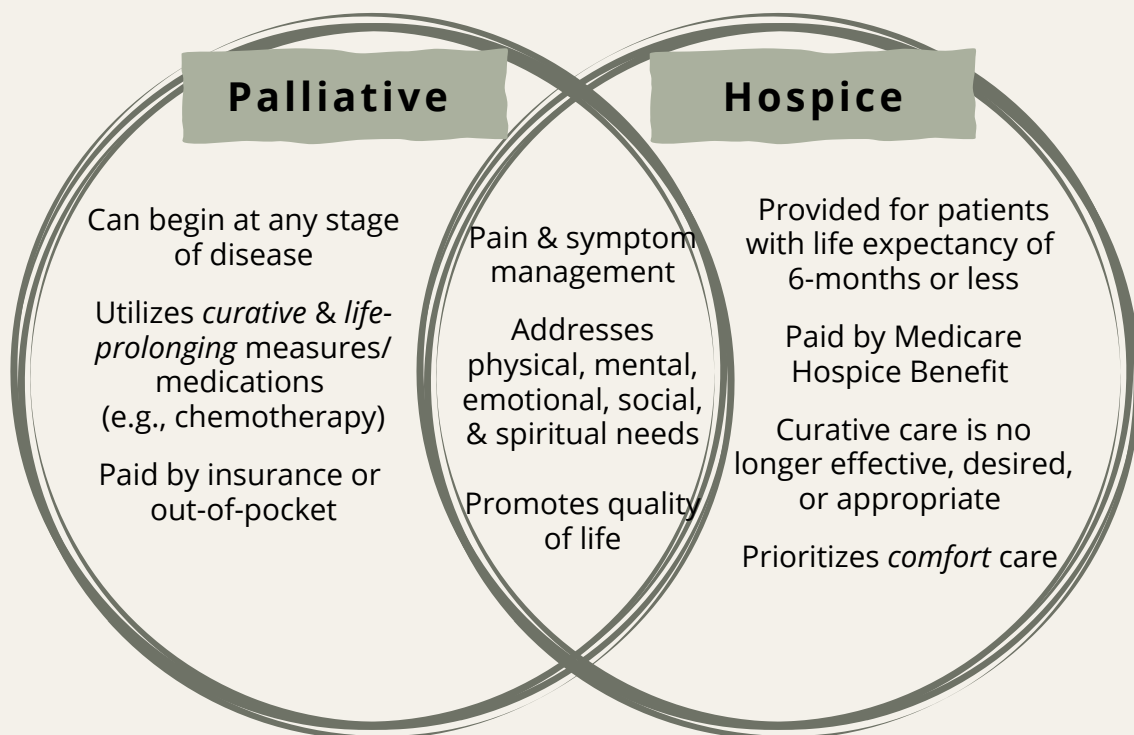 Palliative
Can begin at any stage
of disease
Utilizes curative & life-
prolonging measures/
medications
(e.g., chemotherapy)
Paid by insurance or
out-of-pocket
Pain & symptom
management
Addresses
physical, mental,
emotional, social,
& spiritual needs
Promotes quality
of life
Hospice
Provided for patients
with life expectancy of
6-months or less
Paid by Medicare
Hospice Benefit
Curative care is no
longer effective, desired,
or appropriate
Prioritizes comfort care